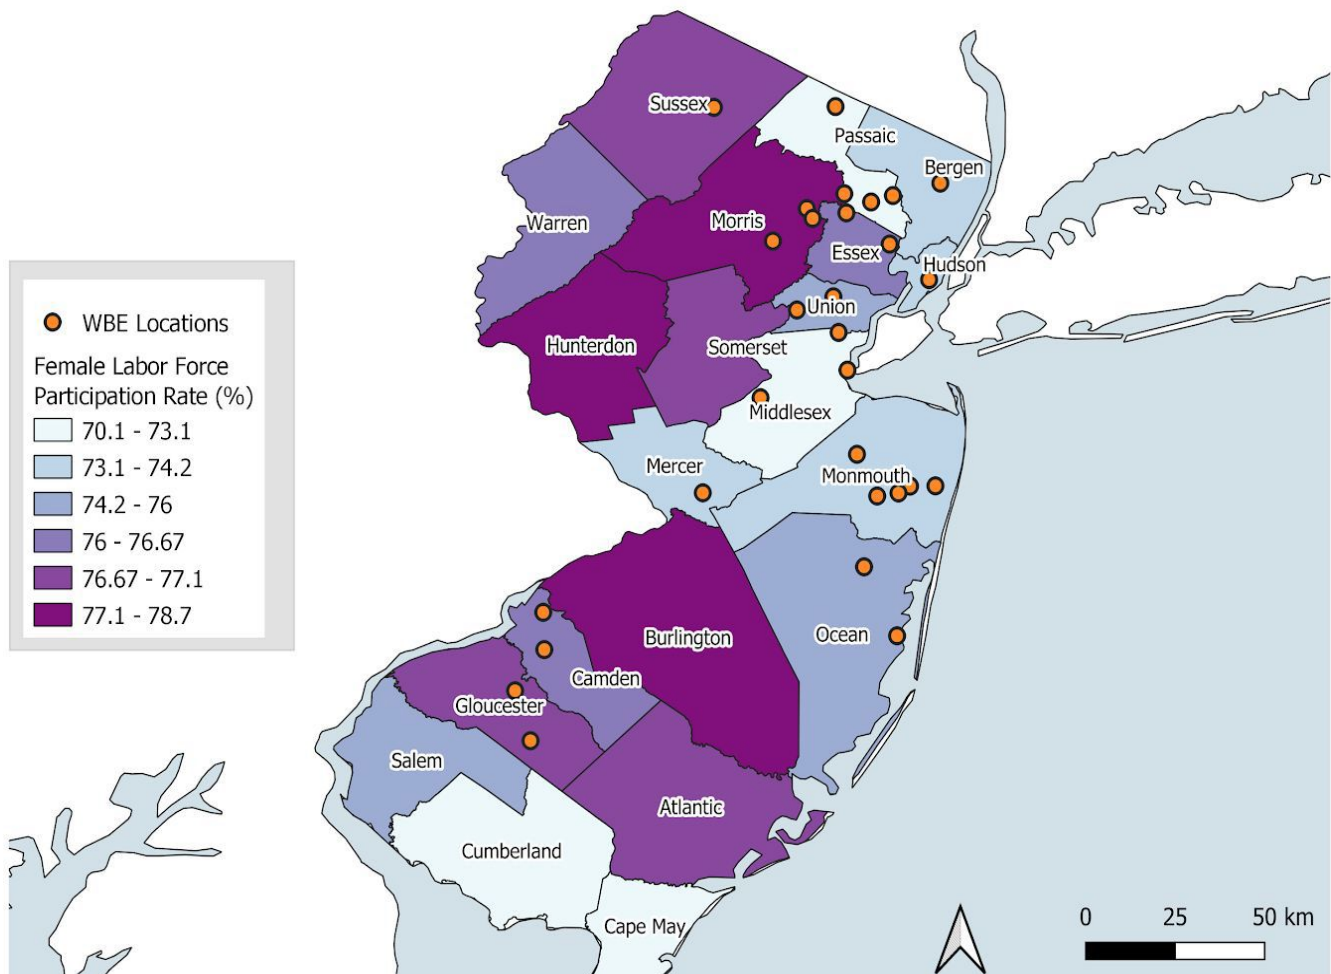 Sussex
Passaic
Bergen
Warren
Morris
Essex
Hudson
Union
Hunterdon
Somerset
Middlesex
Mercer
Monmouth
Burlington
Ocean
Camden
Gloucester
Salem
Atlantic
Cumberland
Cape May
WBE Locations
Female Labor Force
Participation Rate (%)
70.1 - 73.1
73.1 - 74.2
74.2 - 76
76 - 76.67
76.67 - 77.1
77.1 - 78.7
0 25 50 km